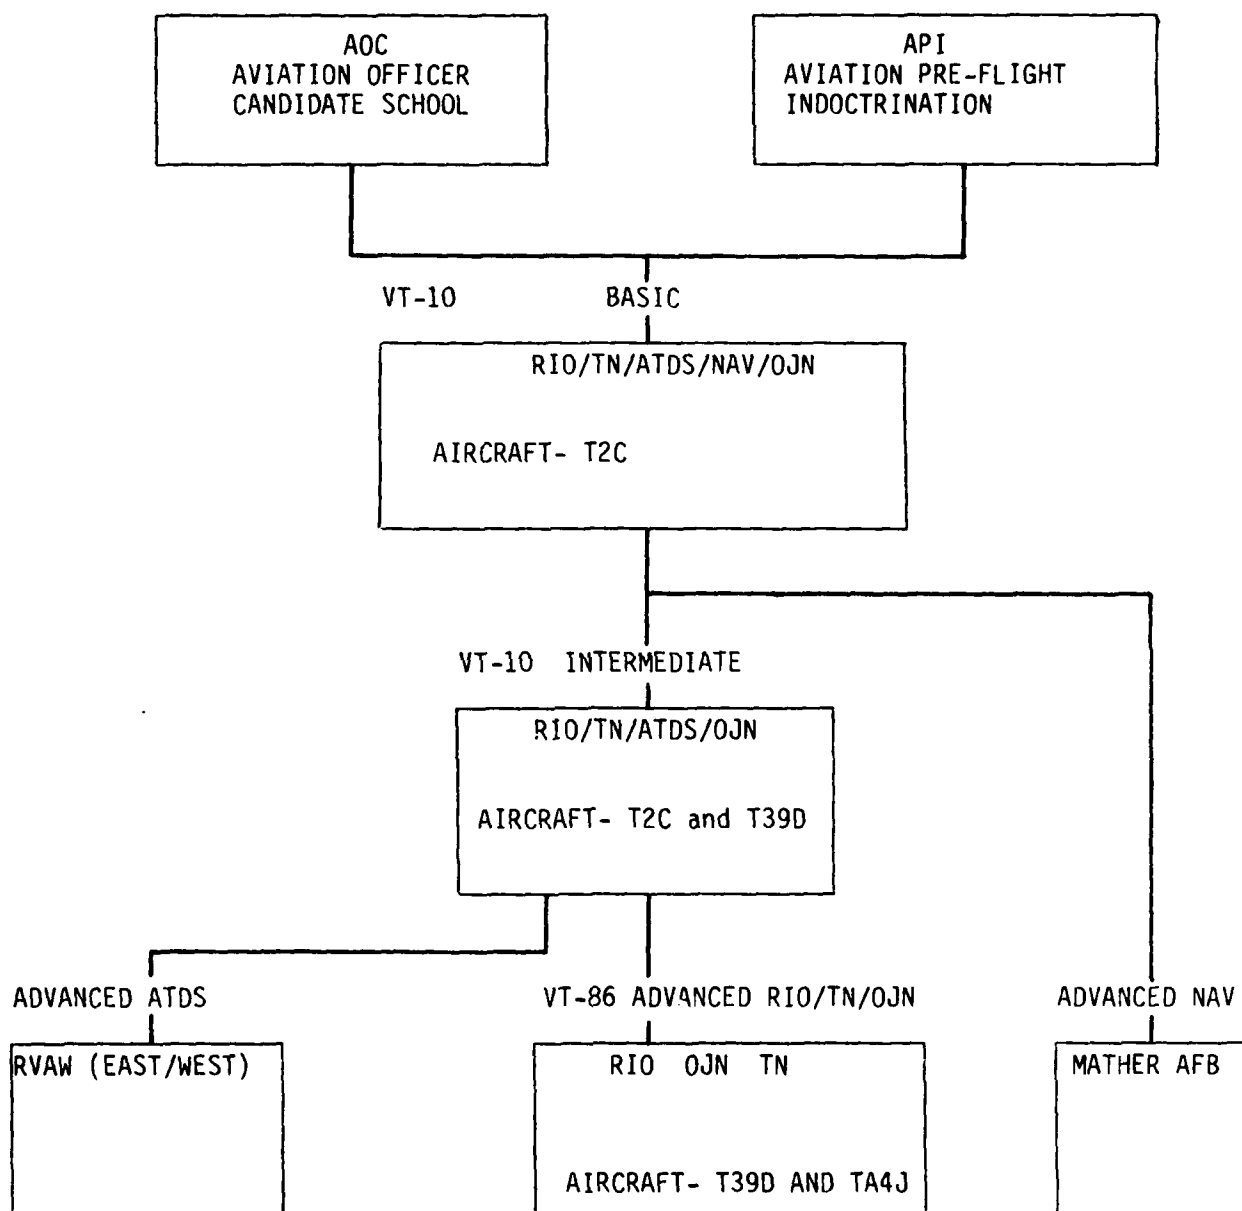 AOC
AVIATION OFFICER
CANDIDATE SCHOOL
API
AVIATION PRE-FLIGHT
INDOCTRINATION
VT-10 BASIC
RIO/TN/ATDS/NAV/OJN
AIRCRAFT- T2C
VT-10 INTERMEDIATE
RIO/TN/ATDS/OJN
AIRCRAFT- T2C and T39D
ADVANCED ATDS
RVAW (EAST/WEST)
VT-86 ADVANCED RIO/TN/OJN
RIO OJN TN
AIRCRAFT- T39D AND TA4J
ADVANCED NAV
MATHER AFB